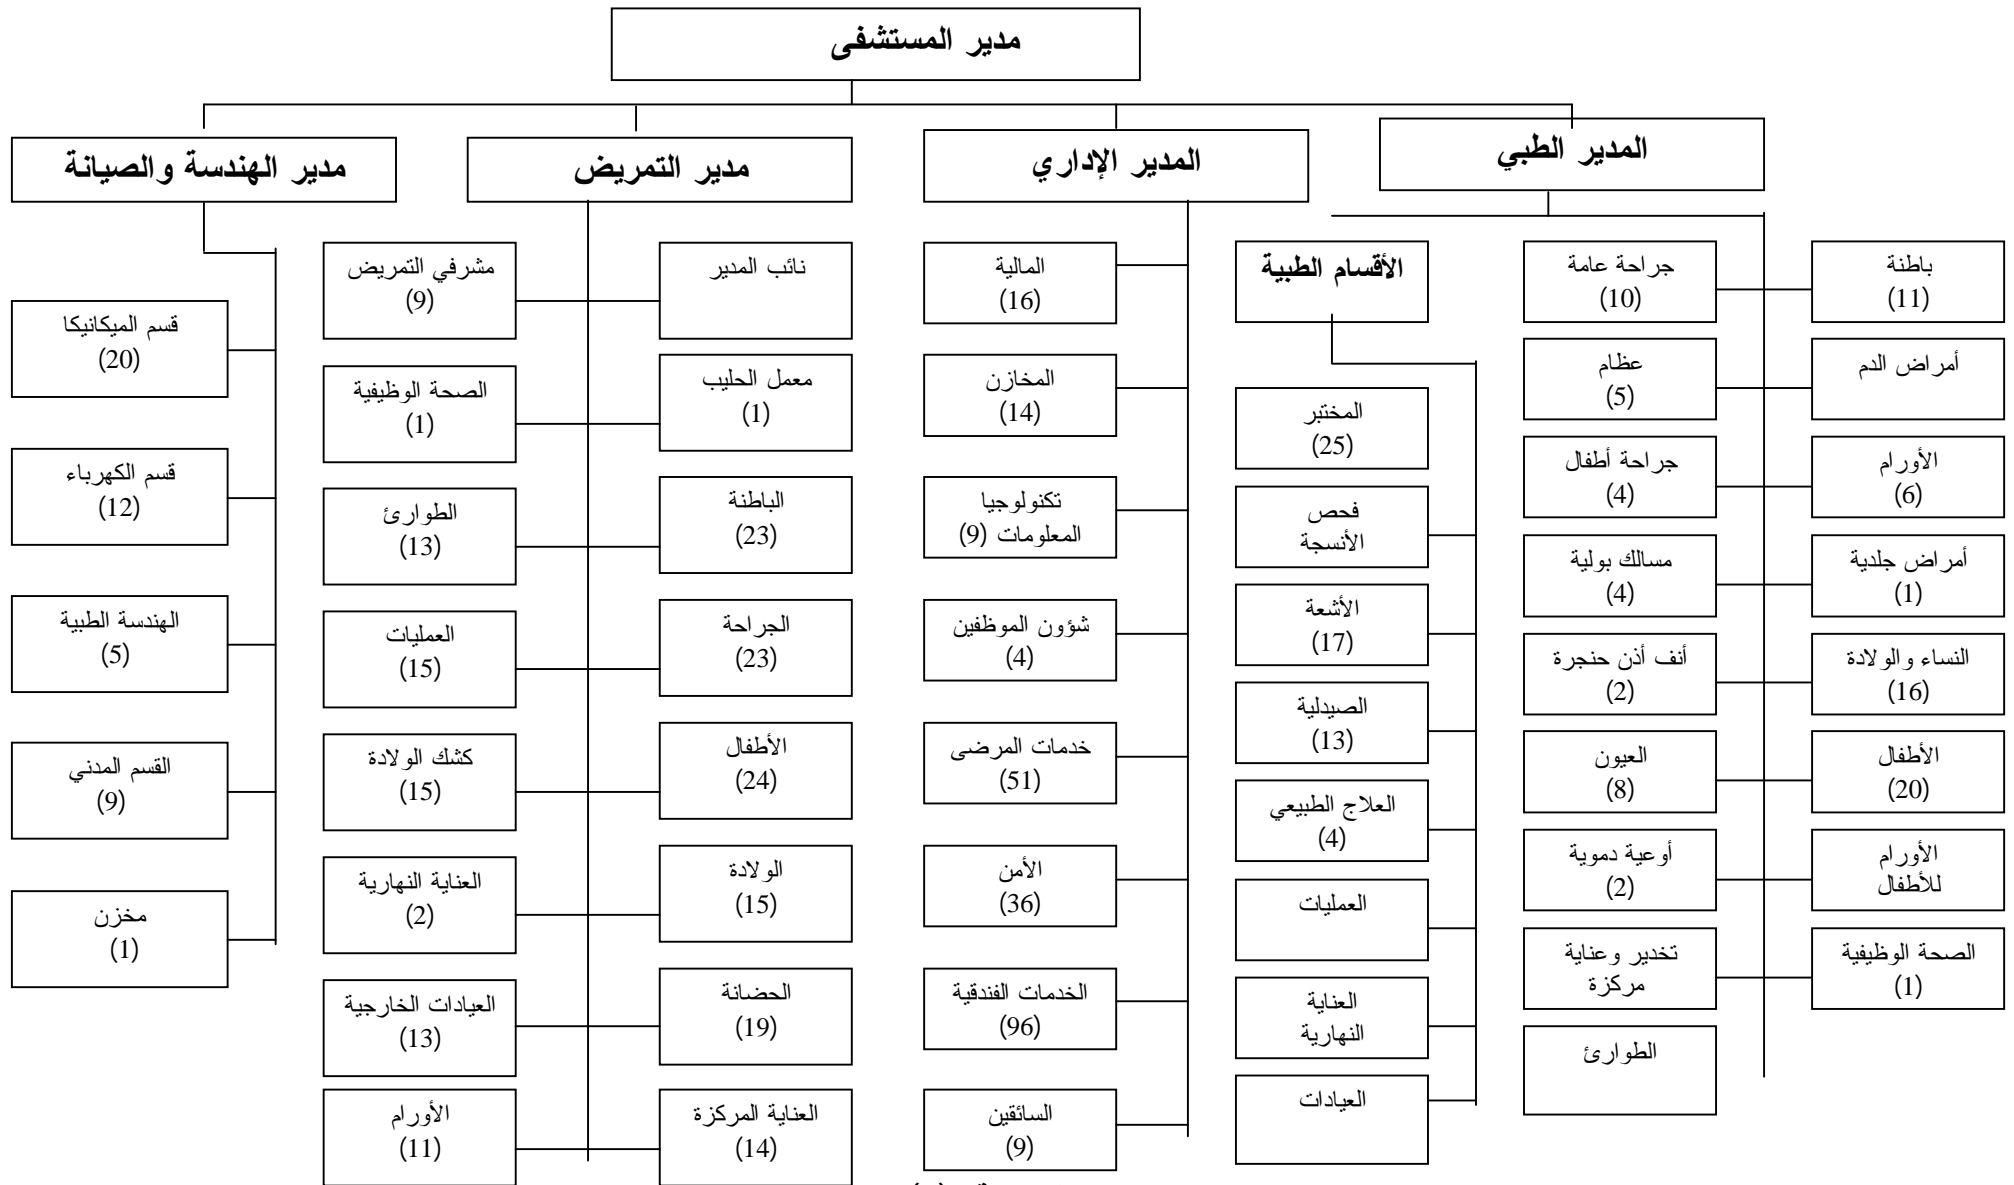 مدير المستشفى
المدير الطبي
المدير الإداري
مدير التمريض
مدير الهندسة والصيانة
باطنة
(11)
أمراض الدم
الأورام
(6)
أمراض جلدية
(1)
النساء والولادة
(16)
الأطفال
(20)
الأورام
للأطفال
الصحة الوظيفية
(1)
جراحة عامة
(10)
عظام
(5)
جراحة أطفال
(4)
مسالك بولية
(4)
أنف أذن حنجرة
(2)
العيون
(8)
أوعية دموية
(2)
تخدير وعناية
مركزة
الطوارئ
الأقسام الطبية
المختبر
(25)
فحص
الأنسجة
الأشعة
(17)
الصيدلية
(13)
العلاج الطبيعي
(4)
العمليات
العناية
النهارية
العيادات
المالية
(16)
المخازن
(14)
تكنولوجيا
المعلومات (9)
شؤون الموظفين
(4)
خدمات المرضى
(51)
الأمن
(36)
الخدمات الفندقية
(96)
السائقين
(9)
نائب المدير
معمل الحليب
(1)
الباطنة
(23)
الجراحة
(23)
الأطفال
(24)
الولادة
(15)
الحضانة
(19)
العناية المركزة
(14)
مشرفي التمريض
(9)
الصحة الوظيفية
(1)
الطوارئ
(13)
العمليات
(15)
كشك الولادة
(15)
العناية النهارية
(2)
العيادات الخارجية
(13)
الأورام
(11)
قسم الميكانيكا
(20)
قسم الكهرباء
(12)
الهندسة الطبية
(5)
القسم المدني
(9)
مخزن
(1)